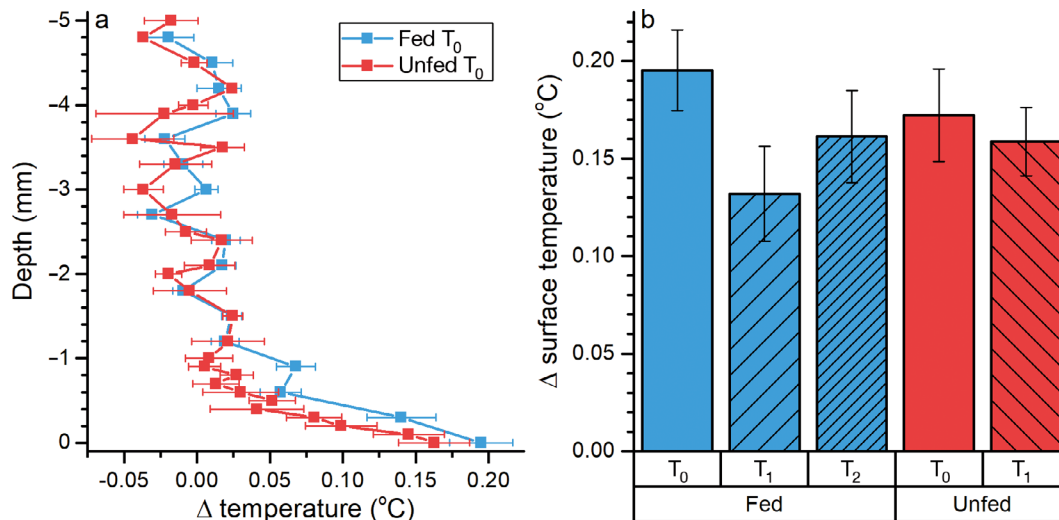 a
Fed T₀
Unfed T₀
–5
–4
–3
–2
–1
0
Depth (mm)
-0.05
0.00
0.05
0.10
0.15
0.20
Δ temperature (°C)
b
0.20
0.15
0.10
0.05
0.00
Δ surface temperature (°C)
T₀
T₁
T₂
T₀
T₁
Fed
Unfed